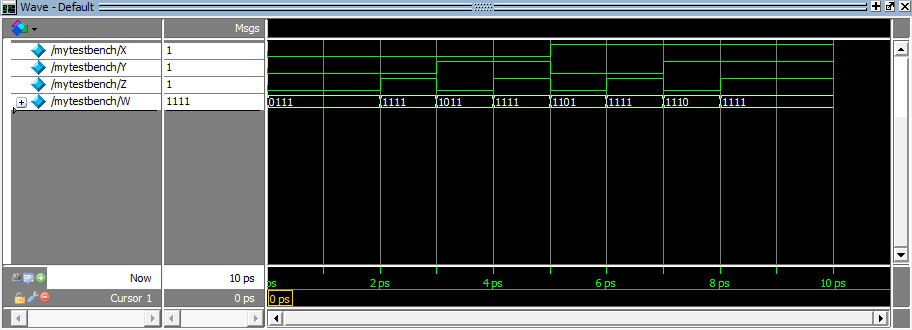 Wave - Default
Msgs
/mytestbench/X 1
/mytestbench/Y 1
/mytestbench/Z 1
/mytestbench/W 1111 0111 1111 1011 1111 1101 1111 1110 1111
Now 10 ps ps 2 ps 4 ps 6 ps 8 ps 10 ps
Cursor 1 0 ps 0 ps